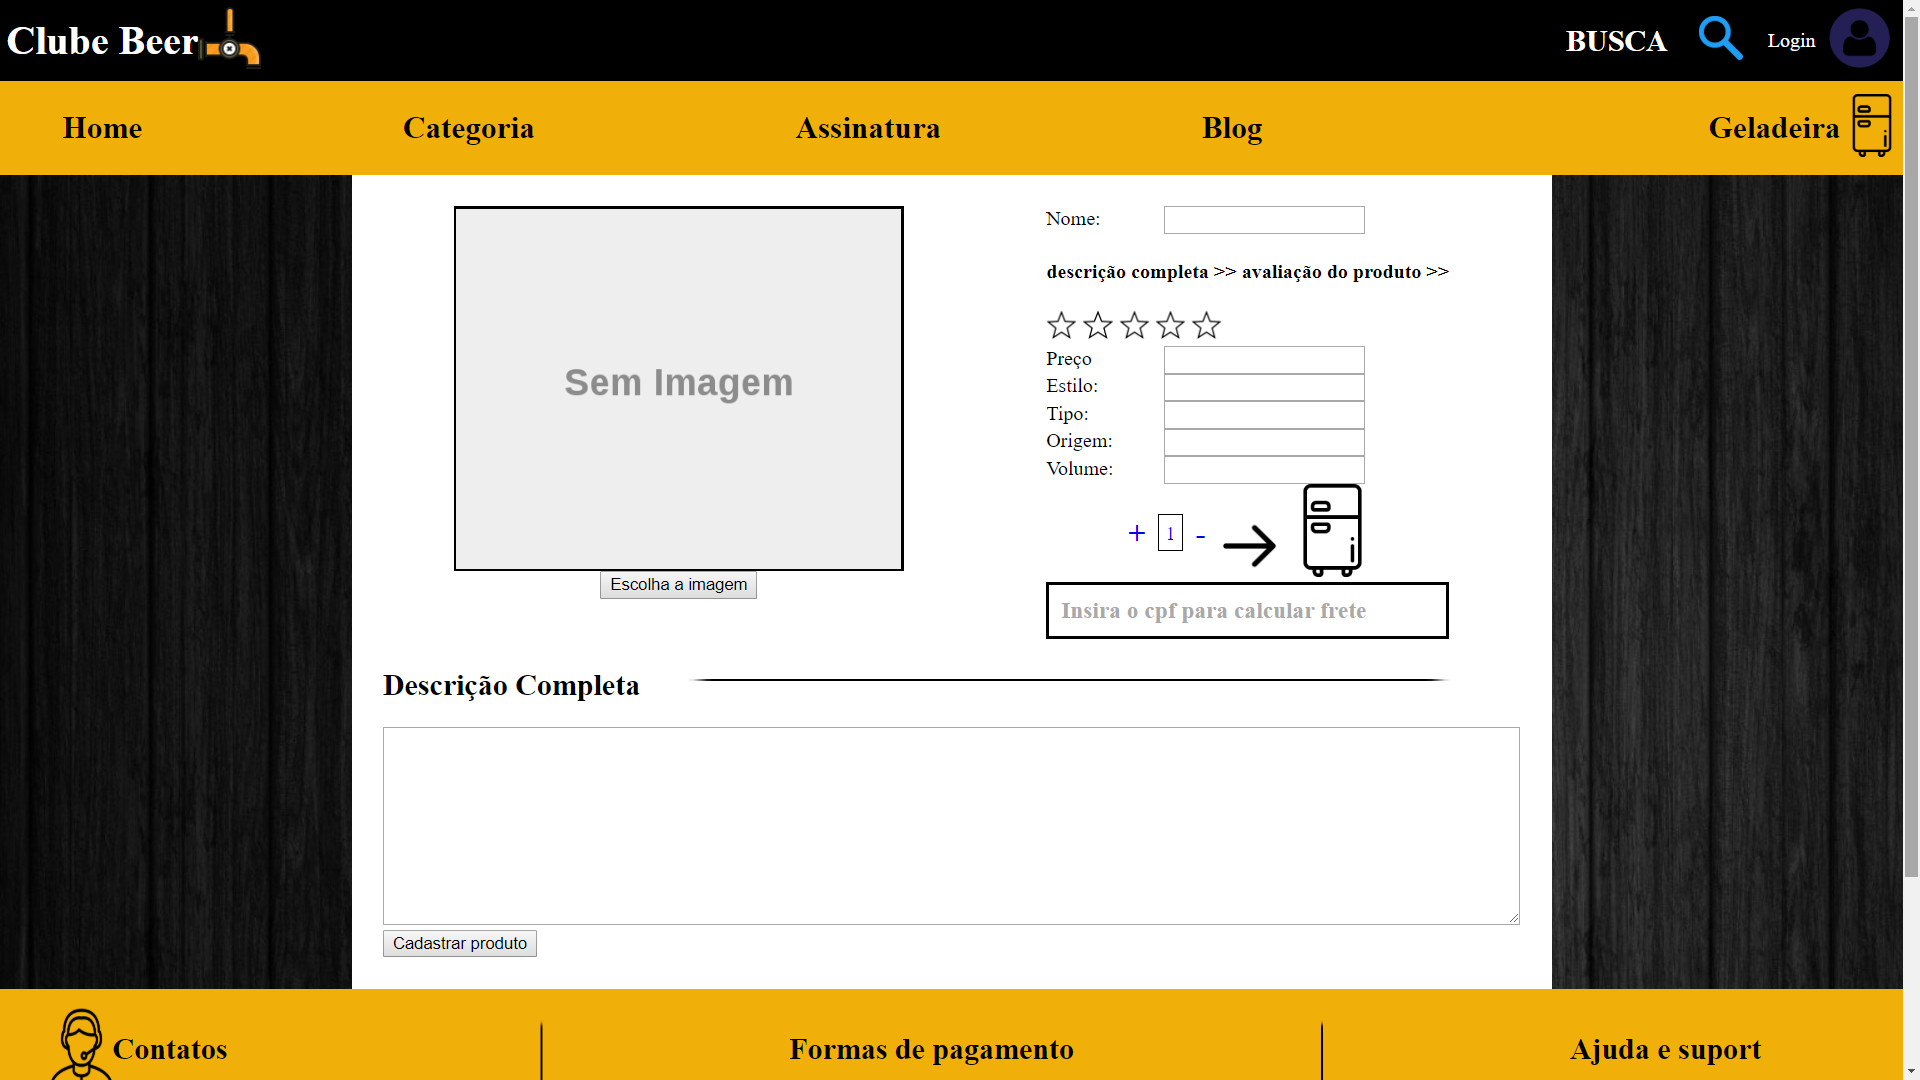 Clube Beer
BUSCA
Login
Home
Categoria
Assinatura
Blog
Geladeira
Sem Imagem
Escolha a imagem
Nome:
descrição completa >> avaliação do produto >>
Preço
Estilo:
Tipo:
Origem:
Volume:
+ 1 -
Insira o cpf para calcular frete
Descrição Completa
Cadastrar produto
Contatos
Formas de pagamento
Ajuda e suport